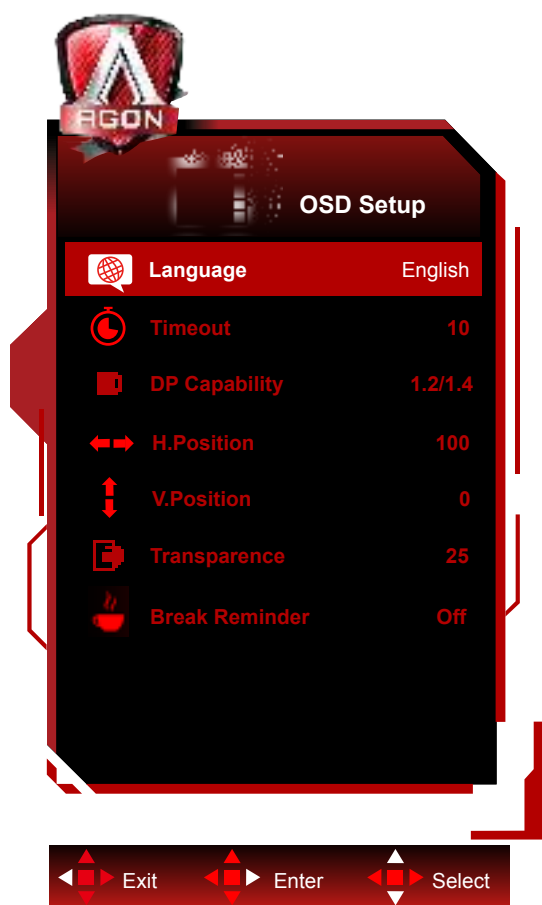 AGON
OSD Setup
Language English
Timeout 10
DP Capability 1.2/1.4
H.Position 100
V.Position 0
Transparence 25
Break Reminder Off
Exit Enter Select